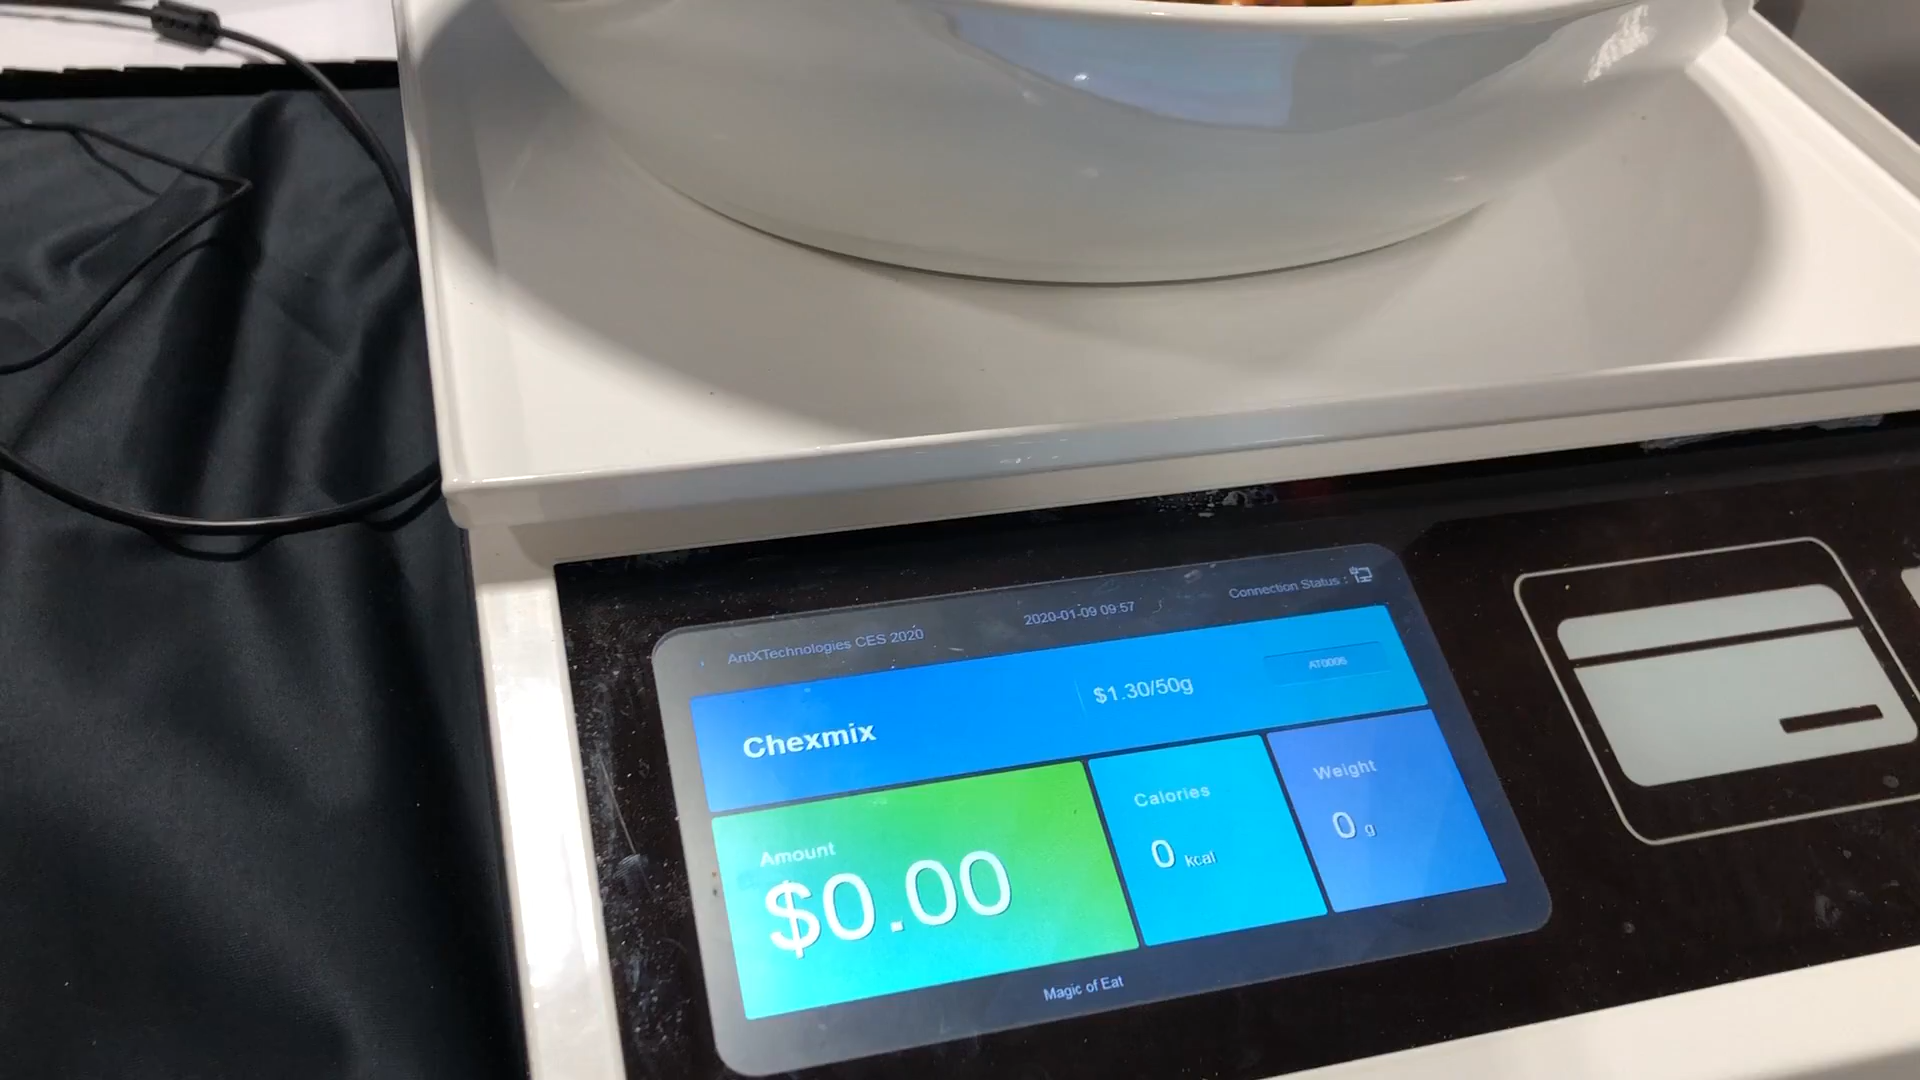 AntXTechnologies CES 2020
2020-01-09 09:57
Connection Status :
Chexmix
$1.30/50g
AT0006
Amount
$0.00
Calories
0 kcal
Weight
0 g
Magic of Eat